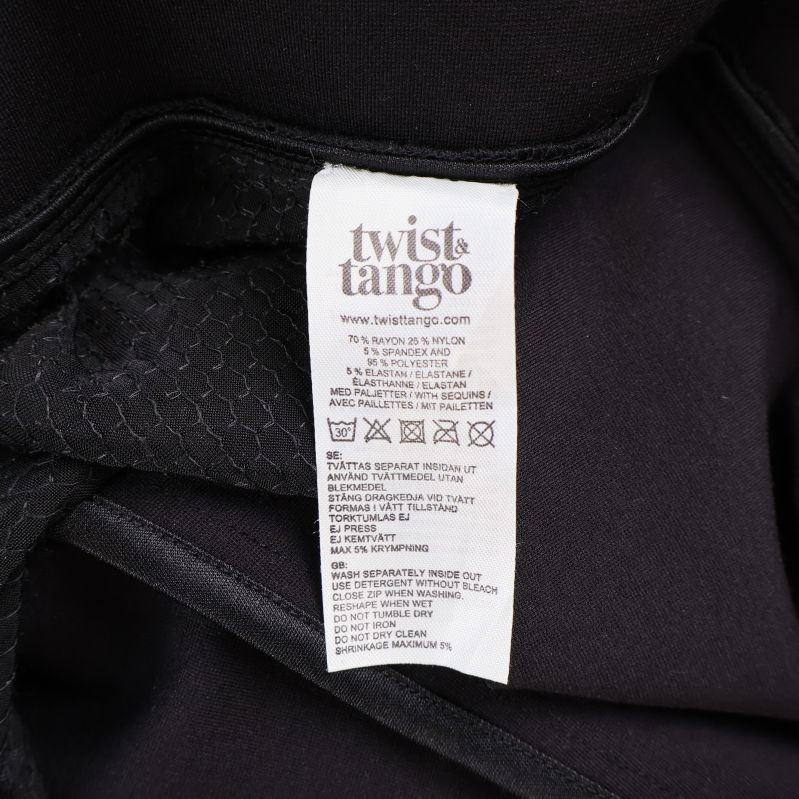 twist &
tango
www.twisttango.com
70 % RAYON 25 % NYLON
5 % SPANDEX AND
95 % POLYESTER
5 % ELASTAN / ELASTANE /
ÉLASTHANNE / ELASTAN
MED PALJETTER / WITH SEQUINS /
AVEC PAILLETTES / MIT PAILETTEN
30°
SE:
TVÄTTAS SEPARAT INSIDAN UT
ANVÄND TVÄTTMEDEL UTAN
BLEKMEDEL
STÄNG DRAGKEDJA VID TVÄTT
FORMAS I VÅTT TILLSTÅND
TORKTUMLAS EJ
EJ PRESS
EJ KEMTVÄTT
MAX 5% KRYMPNING
GB:
WASH SEPARATELY INSIDE OUT
USE DETERGENT WITHOUT BLEACH
CLOSE ZIP WHEN WASHING.
RESHAPE WHEN WET
DO NOT TUMBLE DRY
DO NOT IRON
DO NOT DRY CLEAN
SHRINKAGE MAXIMUM 5%